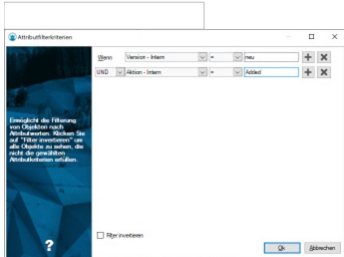 Attributfilterkriterien
Wenn Version - Intern = neu
UND Aktion - Intern = Added
Ermöglicht die Filterung
von Objekten nach
Attributwerten. Klicken Sie
auf "Filter invertieren" um
alle Objekte zu sehen, die
nicht die gewählten
Attributkriterien erfüllen.
Filter invertieren
?
Ok Abbrechen